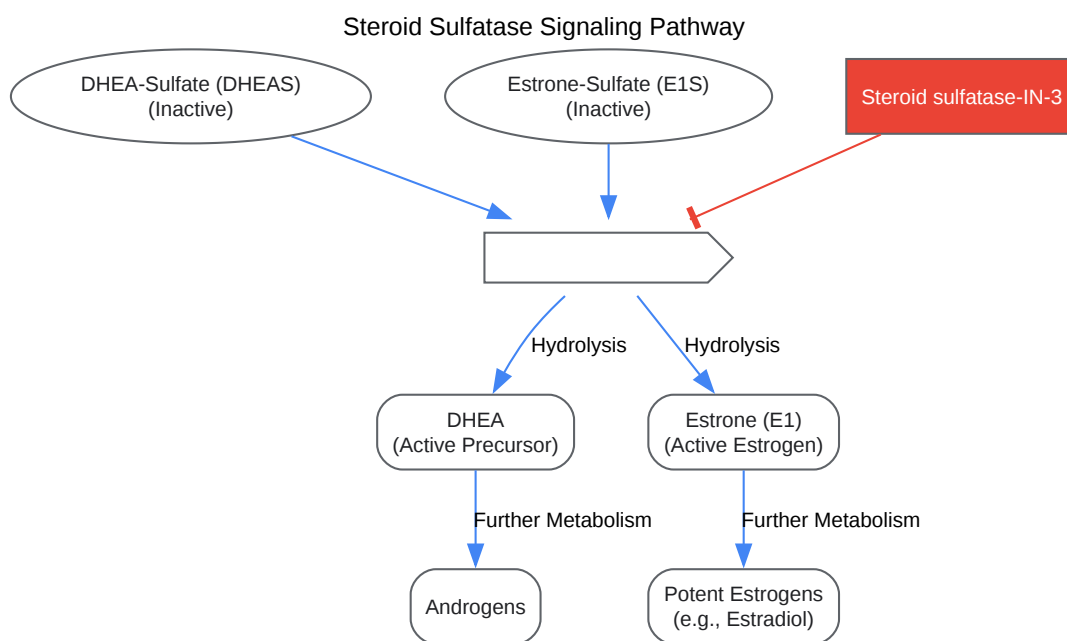 Steroid Sulfatase Signaling Pathway
DHEA-Sulfate (DHEAS)
(Inactive)
Estrone-Sulfate (E1S)
(Inactive)
Steroid sulfatase-IN-3
Hydrolysis
Hydrolysis
DHEA
(Active Precursor)
Estrone (E1)
(Active Estrogen)
Further Metabolism
Further Metabolism
Androgens
Potent Estrogens
(e.g., Estradiol)